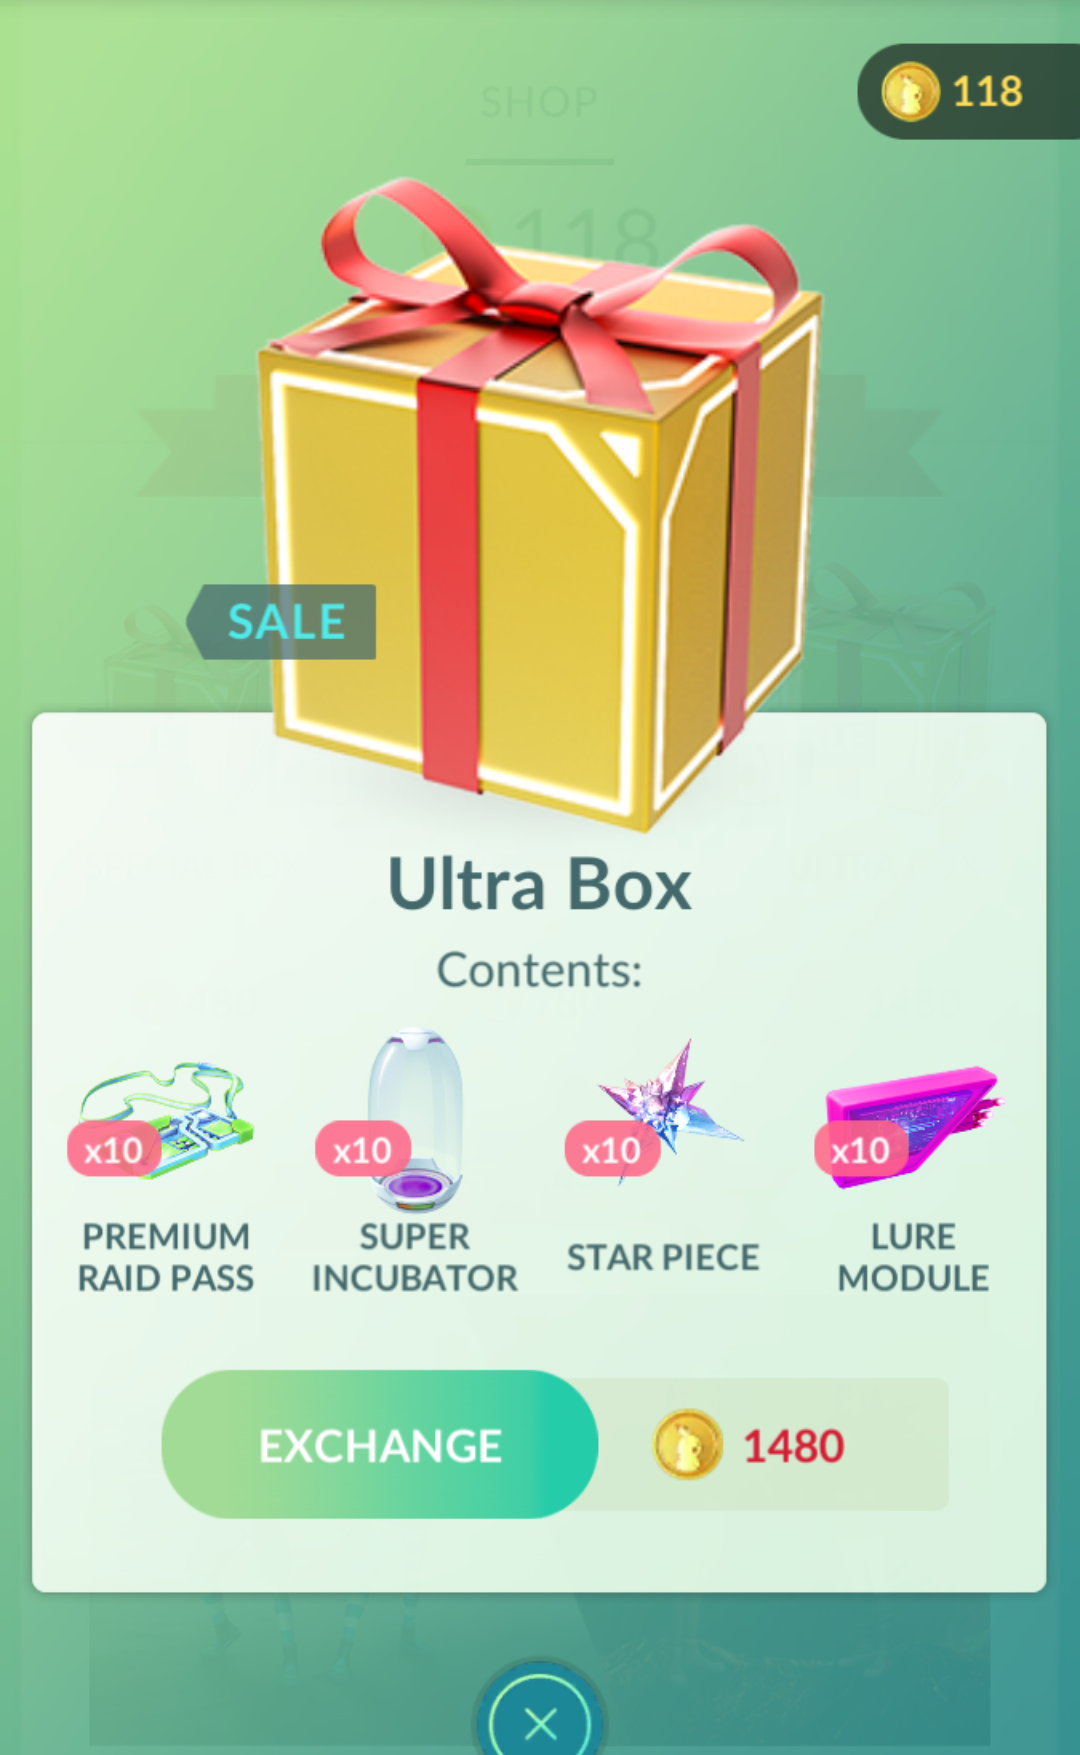 118
SHOP
118
SALE
Ultra Box
Contents:
x10
x10
x10
x10
PREMIUM
RAID PASS
SUPER
INCUBATOR
STAR PIECE
LURE
MODULE
EXCHANGE
1480